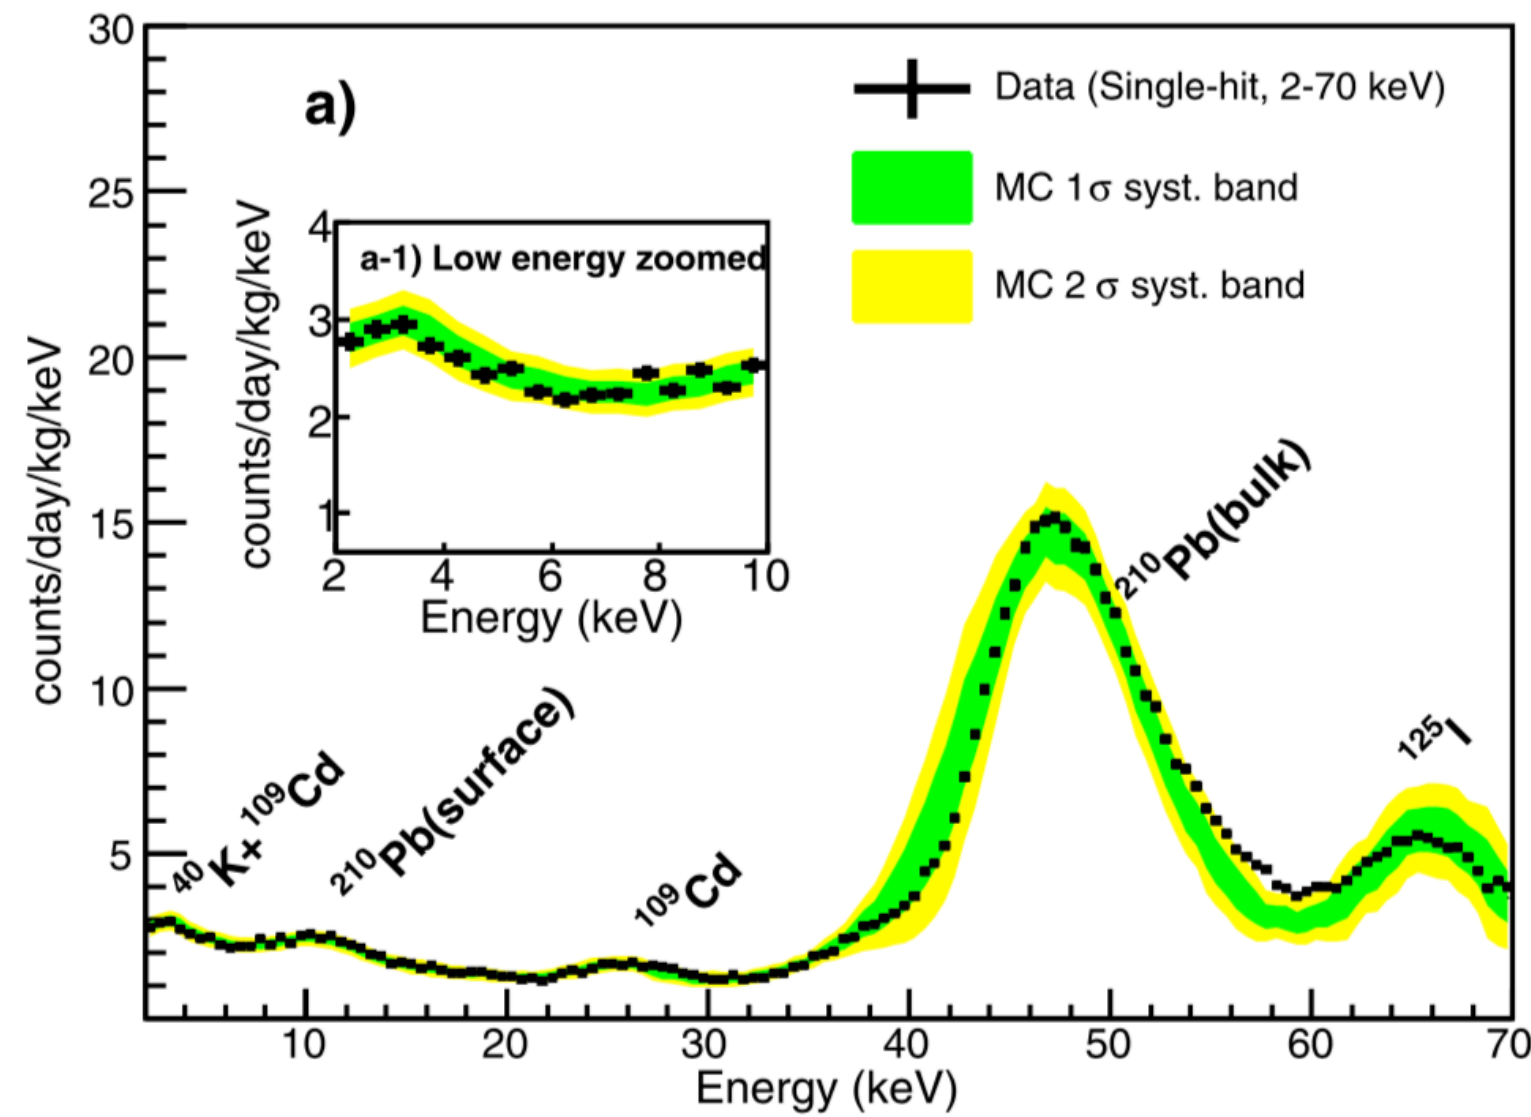 30
25
20
15
10
5
counts/day/kg/keV
a)
Data (Single-hit, 2-70 keV)
MC 1σ syst. band
MC 2 σ syst. band
a-1) Low energy zoomed
4
3
2
1
counts/day/kg/keV
2 4 6 8 10
Energy (keV)
⁴⁰K+¹⁰⁹Cd
²¹⁰Pb(surface)
¹⁰⁹Cd
²¹⁰Pb(bulk)
¹²⁵I
10 20 30 40 50 60 70
Energy (keV)